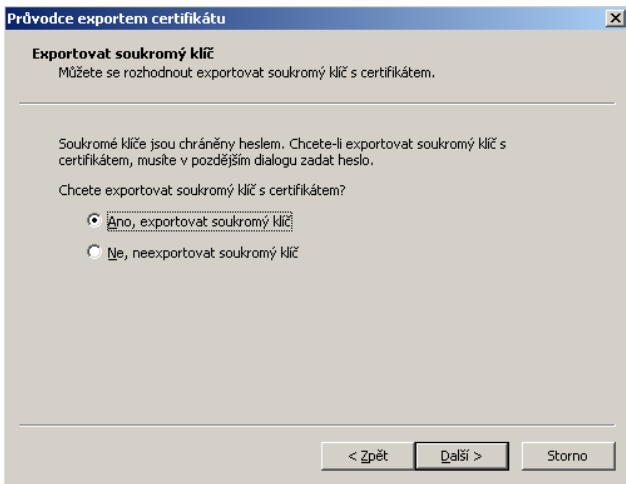 Průvodce exportem certifikátu
Exportovat soukromý klíč
Můžete se rozhodnout exportovat soukromý klíč s certifikátem.
Soukromé klíče jsou chráněny heslem. Chcete-li exportovat soukromý klíč s
certifikátem, musíte v pozdějším dialogu zadat heslo.
Chcete exportovat soukromý klíč s certifikátem?
Ano, exportovat soukromý klíč
Ne, neexportovat soukromý klíč
< Zpět
Další >
Storno